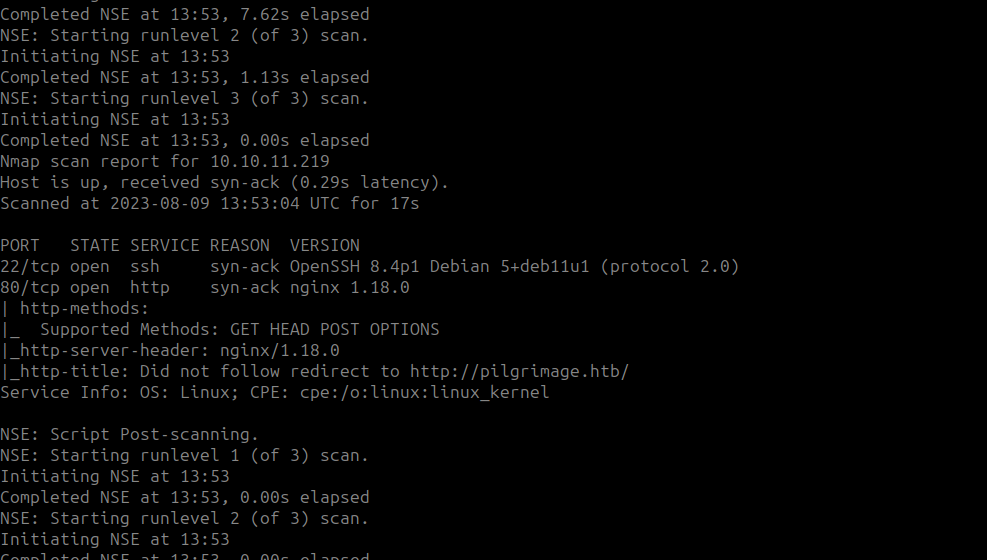 Completed NSE at 13:53, 7.62s elapsed
NSE: Starting runlevel 2 (of 3) scan.
Initiating NSE at 13:53
Completed NSE at 13:53, 1.13s elapsed
NSE: Starting runlevel 3 (of 3) scan.
Initiating NSE at 13:53
Completed NSE at 13:53, 0.00s elapsed
Nmap scan report for 10.10.11.219
Host is up, received syn-ack (0.29s latency).
Scanned at 2023-08-09 13:53:04 UTC for 17s

PORT   STATE SERVICE REASON  VERSION
22/tcp open  ssh     syn-ack OpenSSH 8.4p1 Debian 5+deb11u1 (protocol 2.0)
80/tcp open  http    syn-ack nginx 1.18.0
| http-methods:
|_  Supported Methods: GET HEAD POST OPTIONS
|_http-server-header: nginx/1.18.0
|_http-title: Did not follow redirect to http://pilgrimage.htb/
Service Info: OS: Linux; CPE: cpe:/o:linux:linux_kernel

NSE: Script Post-scanning.
NSE: Starting runlevel 1 (of 3) scan.
Initiating NSE at 13:53
Completed NSE at 13:53, 0.00s elapsed
NSE: Starting runlevel 2 (of 3) scan.
Initiating NSE at 13:53
Completed NSE at 13:53, 0.00s elapsed